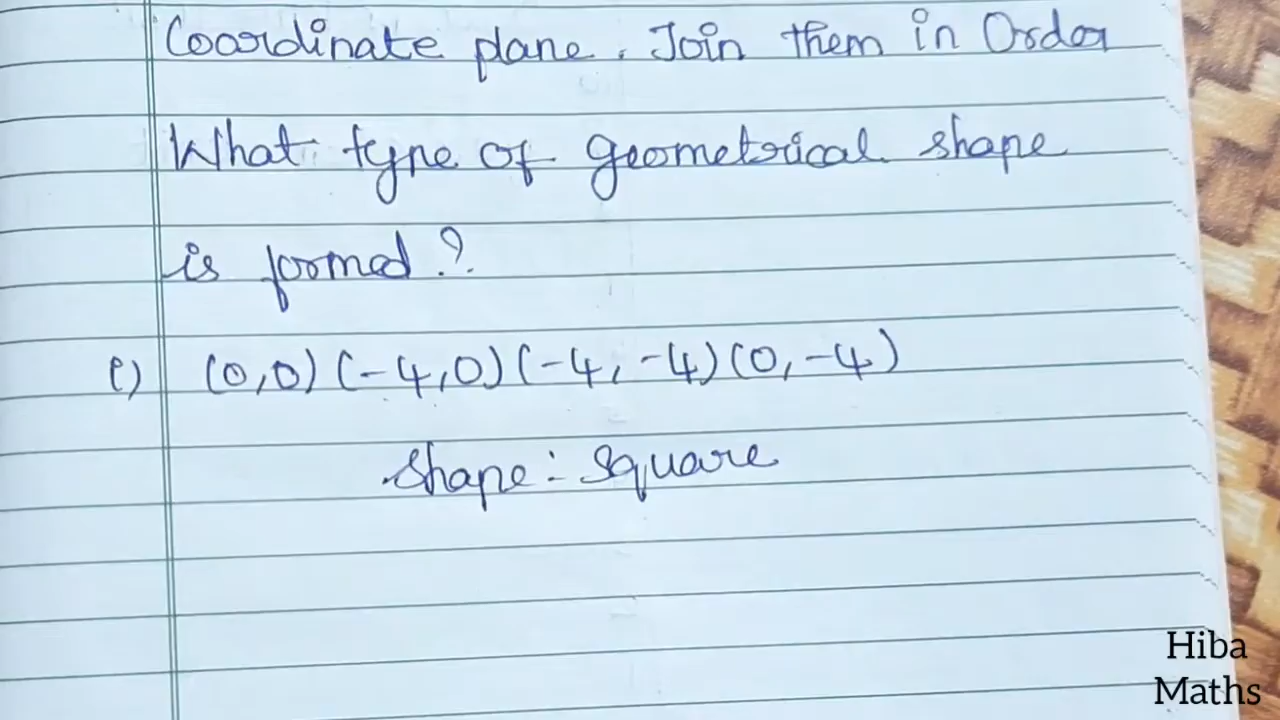 Coordinate plane. Join them in Order
What type of geometrical shape
is formed?
e) (0,0) (-4,0) (-4,-4) (0,-4)
Shape: Square
Hiba
Maths